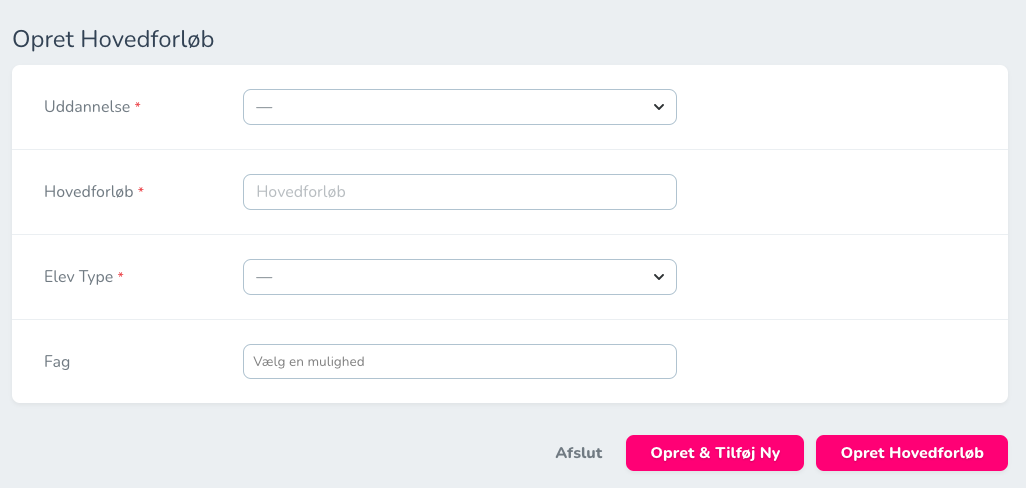 Opret Hovedforløb
Uddannelse *
—
Hovedforløb *
Hovedforløb
Elev Type *
—
Fag
Vælg en mulighed
Afslut
Opret & Tilføj Ny
Opret Hovedforløb